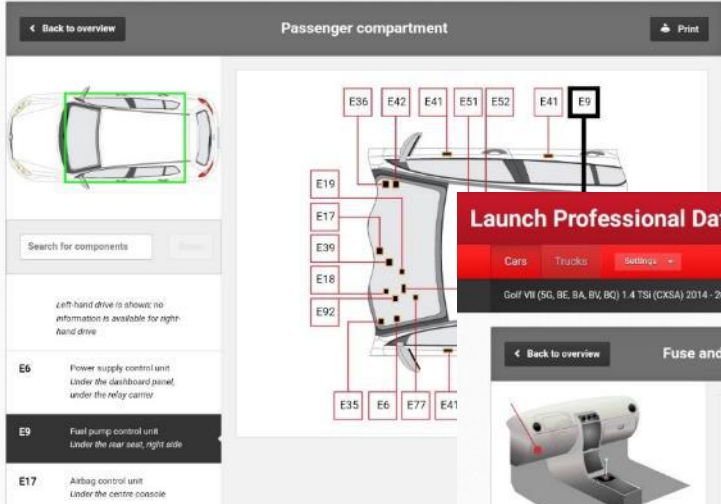 Back to overview
Passenger compartment
Print
E36 E42 E41 E51 E52 E41 E9
E19
E17
E39
E18
E92
E35 E6 E77 E41
Search for components
Left-hand drive is shown: no
information is available for right-
hand drive
E6 Power supply control unit
Under the dashboard panel,
under the relay carrier
E9 Fuel pump control unit
Under the rear seat, right side
E17 Airbag control unit
Under the centre console
Launch Professional Da
Cars Trucks Settings
Golf VII (5G, BE, BA, BV, BQ) 1.4 TSi (CXSA) 2014 - 2
Back to overview
Fuse and